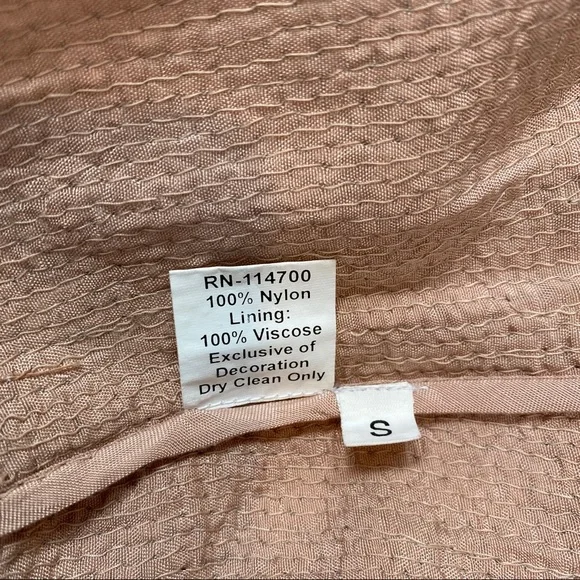 RN-114700
100% Nylon
Lining:
100% Viscose
Exclusive of
Decoration
Dry Clean Only
S